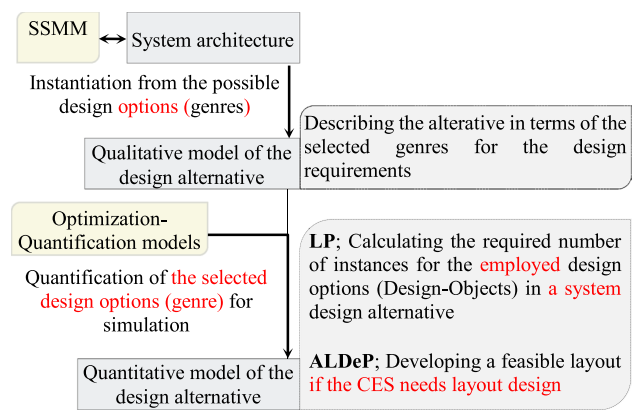 SSMM
System architecture
Instantiation from the possible
design options (genres)
Describing the alterative in terms of the
selected genres for the design
requirements
Qualitative model of the
design alternative
Optimization-
Quantification models
LP; Calculating the required number
of instances for the employed design
options (Design-Objects) in a system
design alternative
Quantification of the selected
design options (genre) for
simulation
ALDeP; Developing a feasible layout
if the CES needs layout design
Quantitative model of the
design alternative